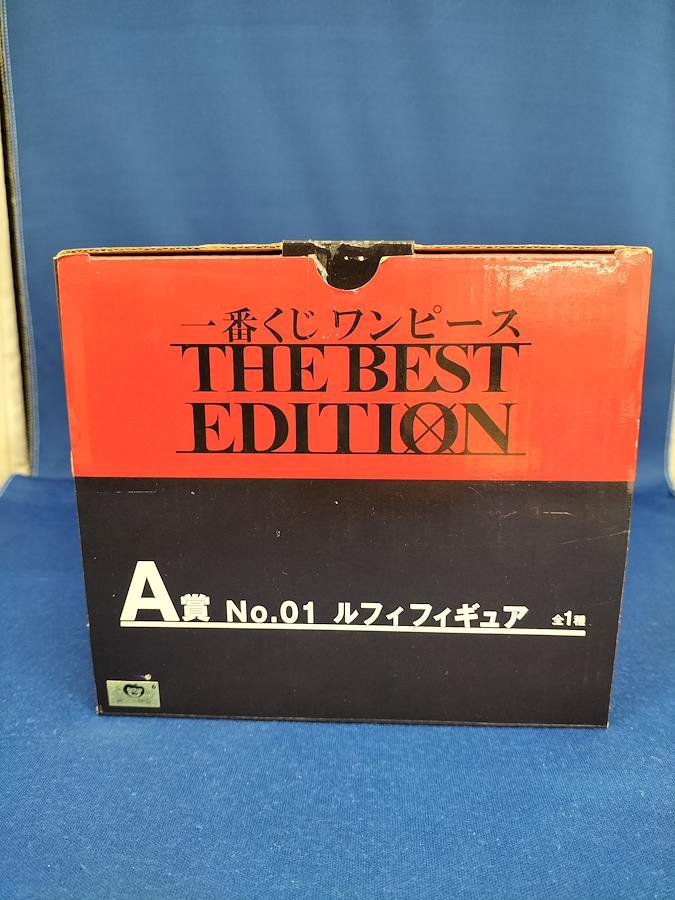 一番くじ ワンピース
THE BEST
EDITION
A賞 No.01 ルフィフィギュア 全1種